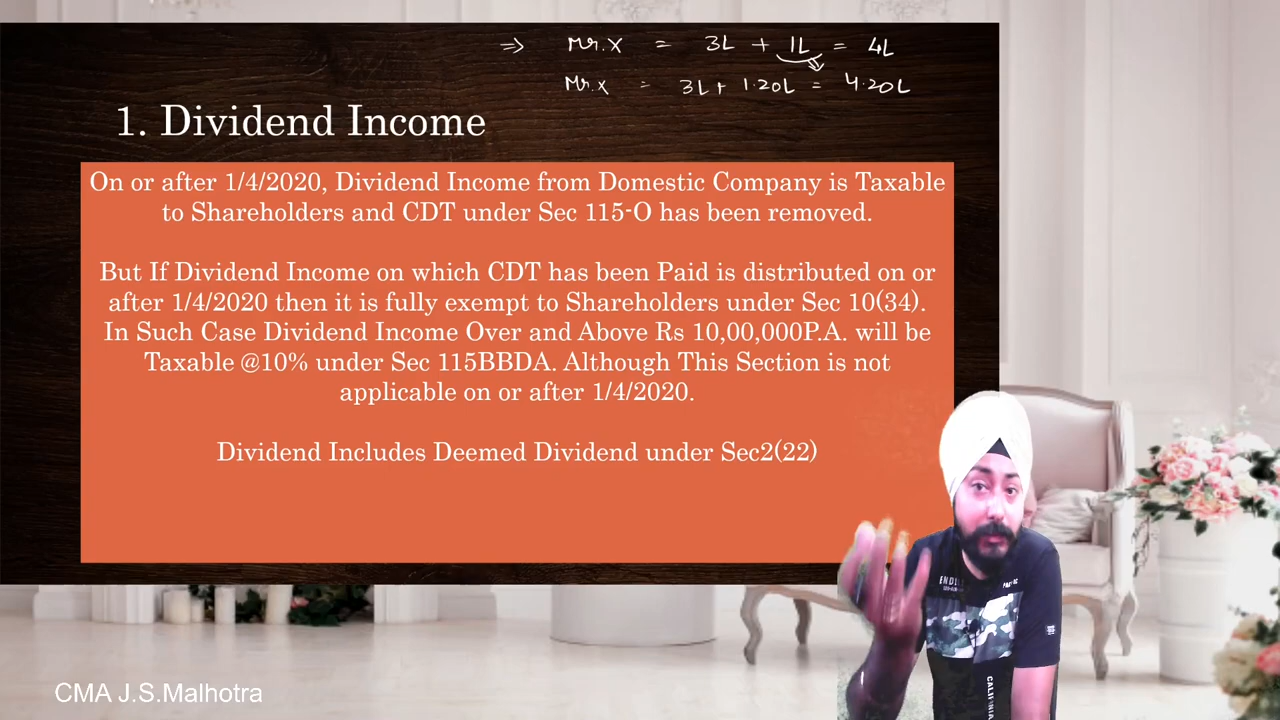 ⇒ Mr. X = 3L + 1L = 4L
Mr. X = 3L + 1.20L = 4.20L
1. Dividend Income
On or after 1/4/2020, Dividend Income from Domestic Company is Taxable
to Shareholders and CDT under Sec 115-O has been removed.
But If Dividend Income on which CDT has been Paid is distributed on or
after 1/4/2020 then it is fully exempt to Shareholders under Sec 10(34).
In Such Case Dividend Income Over and Above Rs 10,00,000P.A. will be
Taxable @10% under Sec 115BBDA. Although This Section is not
applicable on or after 1/4/2020.
Dividend Includes Deemed Dividend under Sec2(22)
CMA J.S.Malhotra